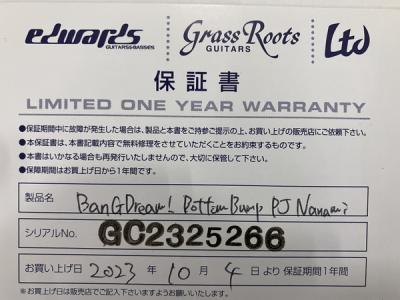 edwards GUITARS&BASSES Grass Roots GUITARS Ltd
保証書
LIMITED ONE YEAR WARRANTY
●保証期間中に故障が発生した場合は、製品と本書をご持参ご提示の上、お買い上げの販売店にご依頼下さい。
●本保証書は、本書記載内容で無料修理をさせていただくことをお約束するものです。
●本書はいかなる場合も再発行いたしませんので、大切に保管して下さい。
●保障期間はお買い上げ日から1年間です。
製品名 BanGDream! Bottom Bump PJ Nanami
シリアルNo. GC2325266
お買い上げ日 2023 年 10 月 4 日より 保証期間1年間
※お買い上げ日は販売店でご記入下さいますようお願いいたします。